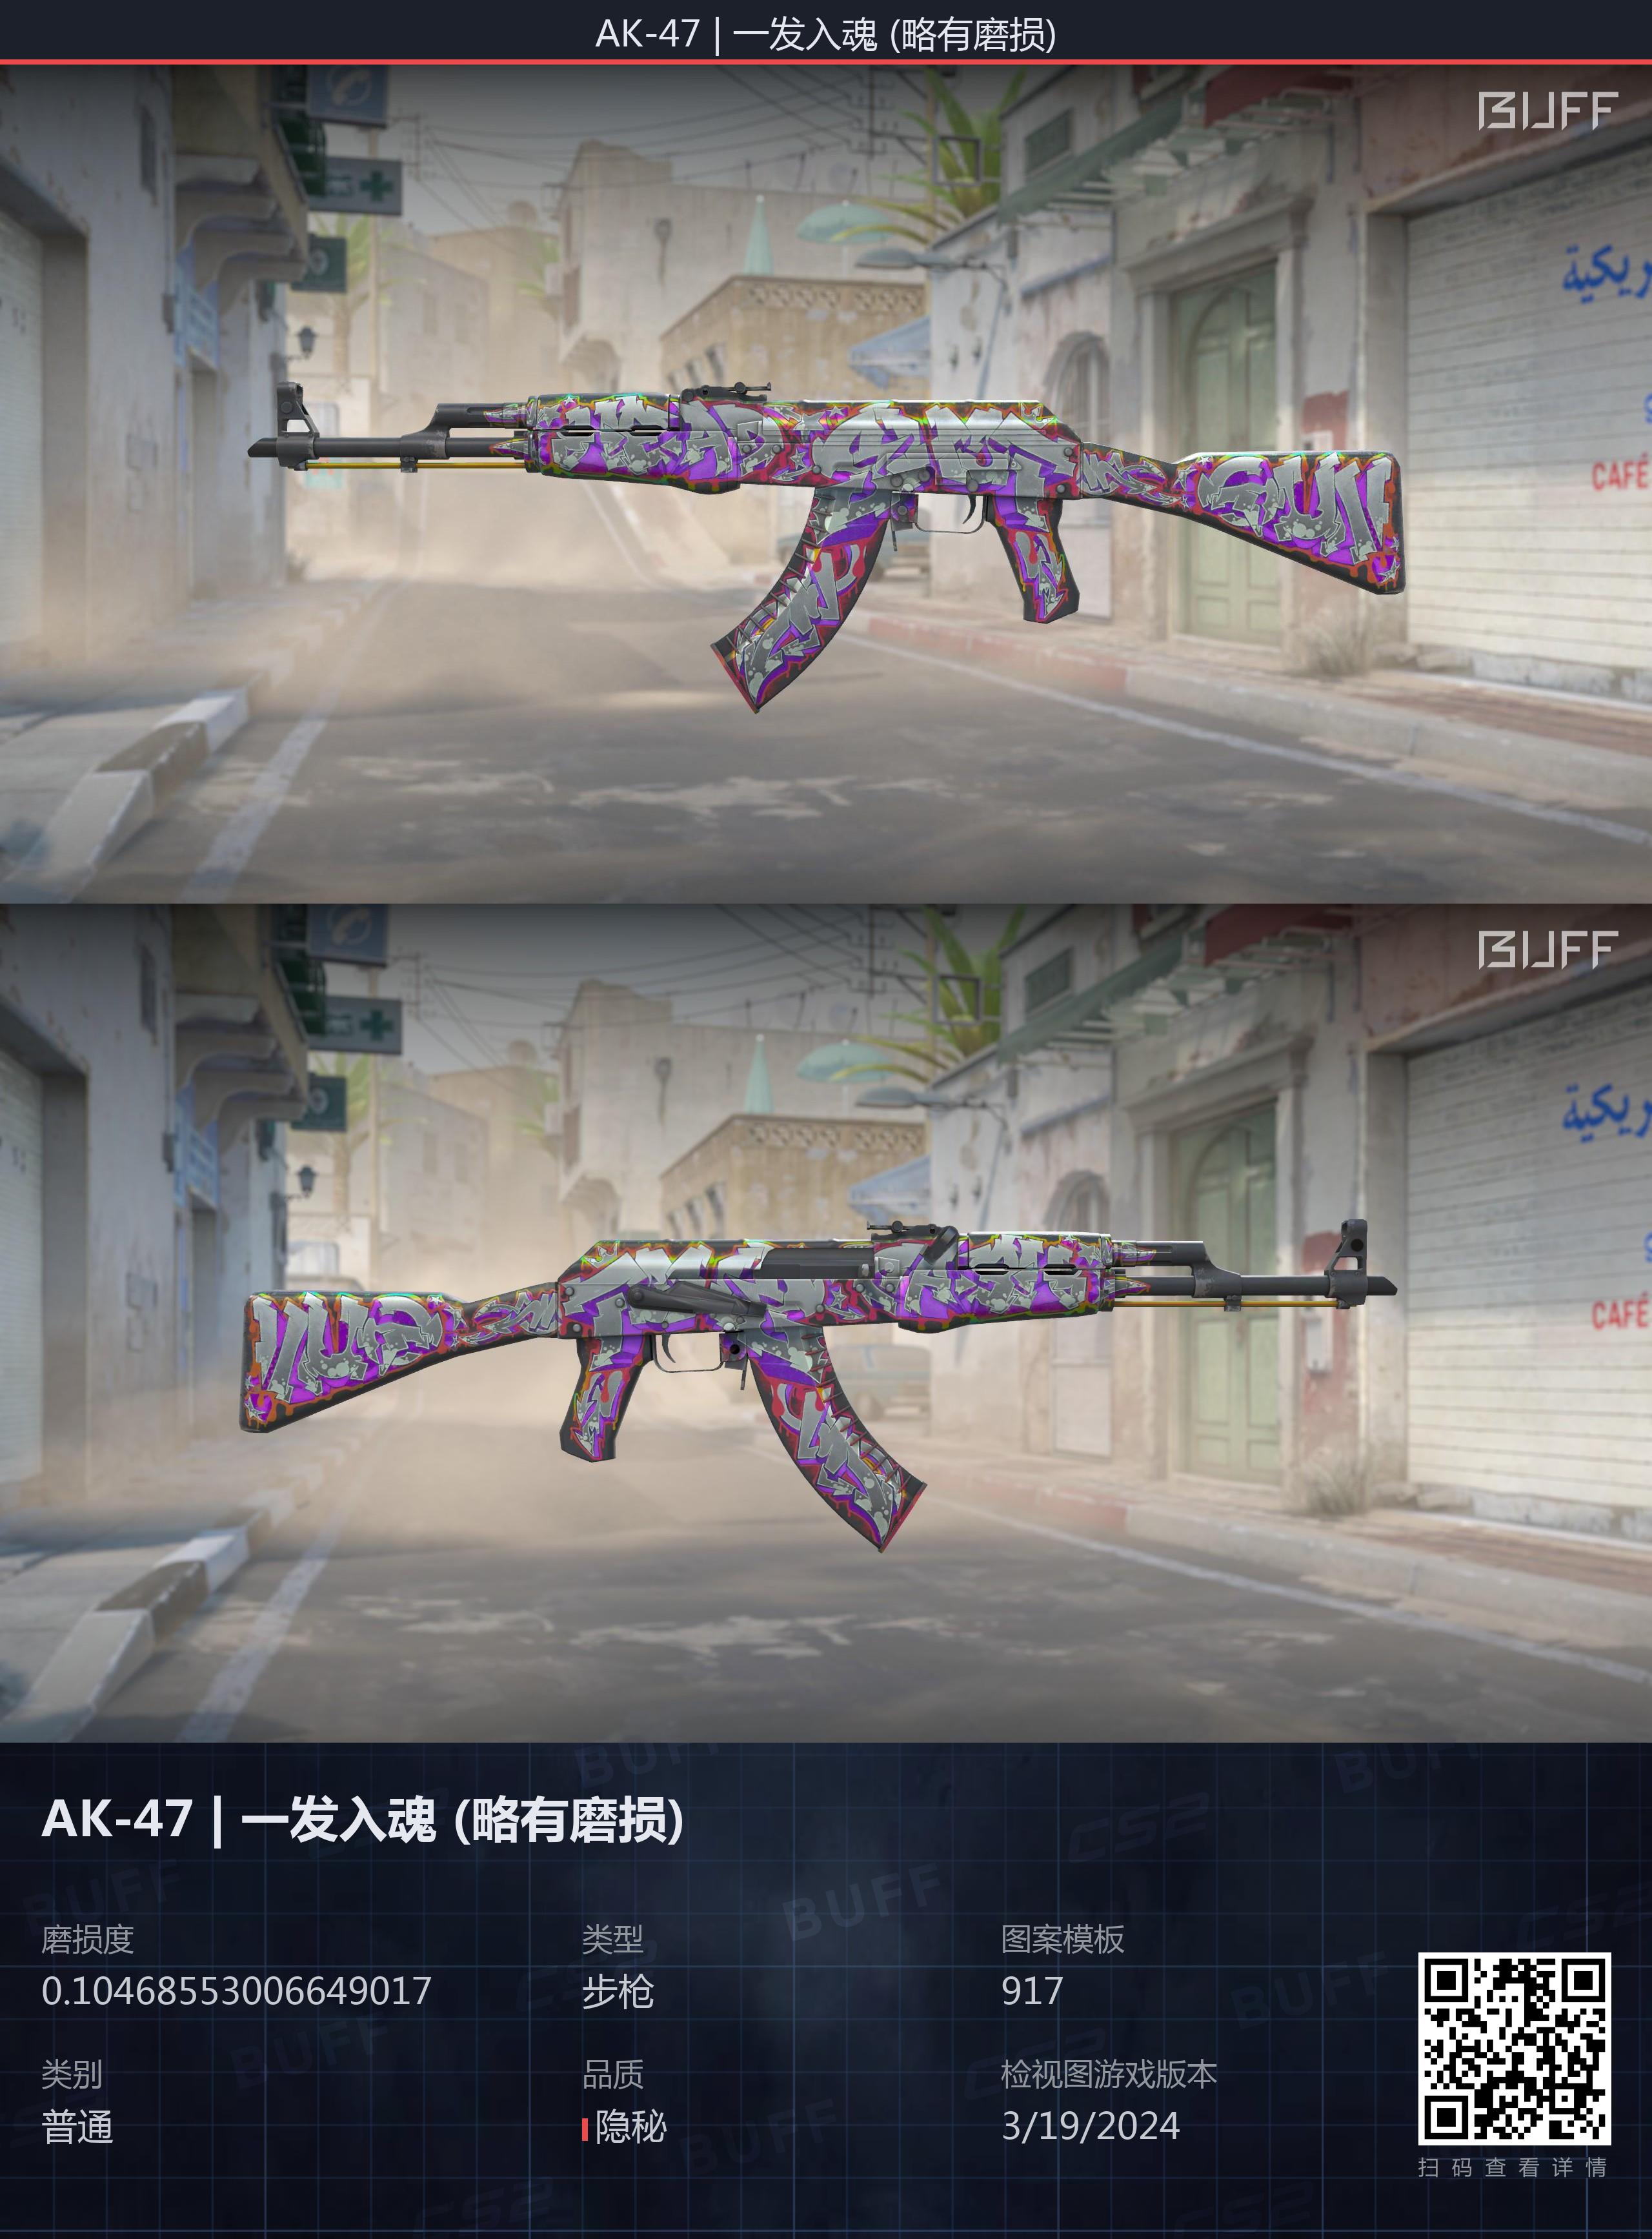 AK-47 | 一发入魂 (略有磨损)
BUFF
ريكية
CAFÉ
BUFF
ريكية
CAFÉ
AK-47 | 一发入魂 (略有磨损)
磨损度
类型
图案模板
0.10468553006649017
步枪
917
类别
品质
检视图游戏版本
普通
隐秘
3/19/2024
扫码查看详情